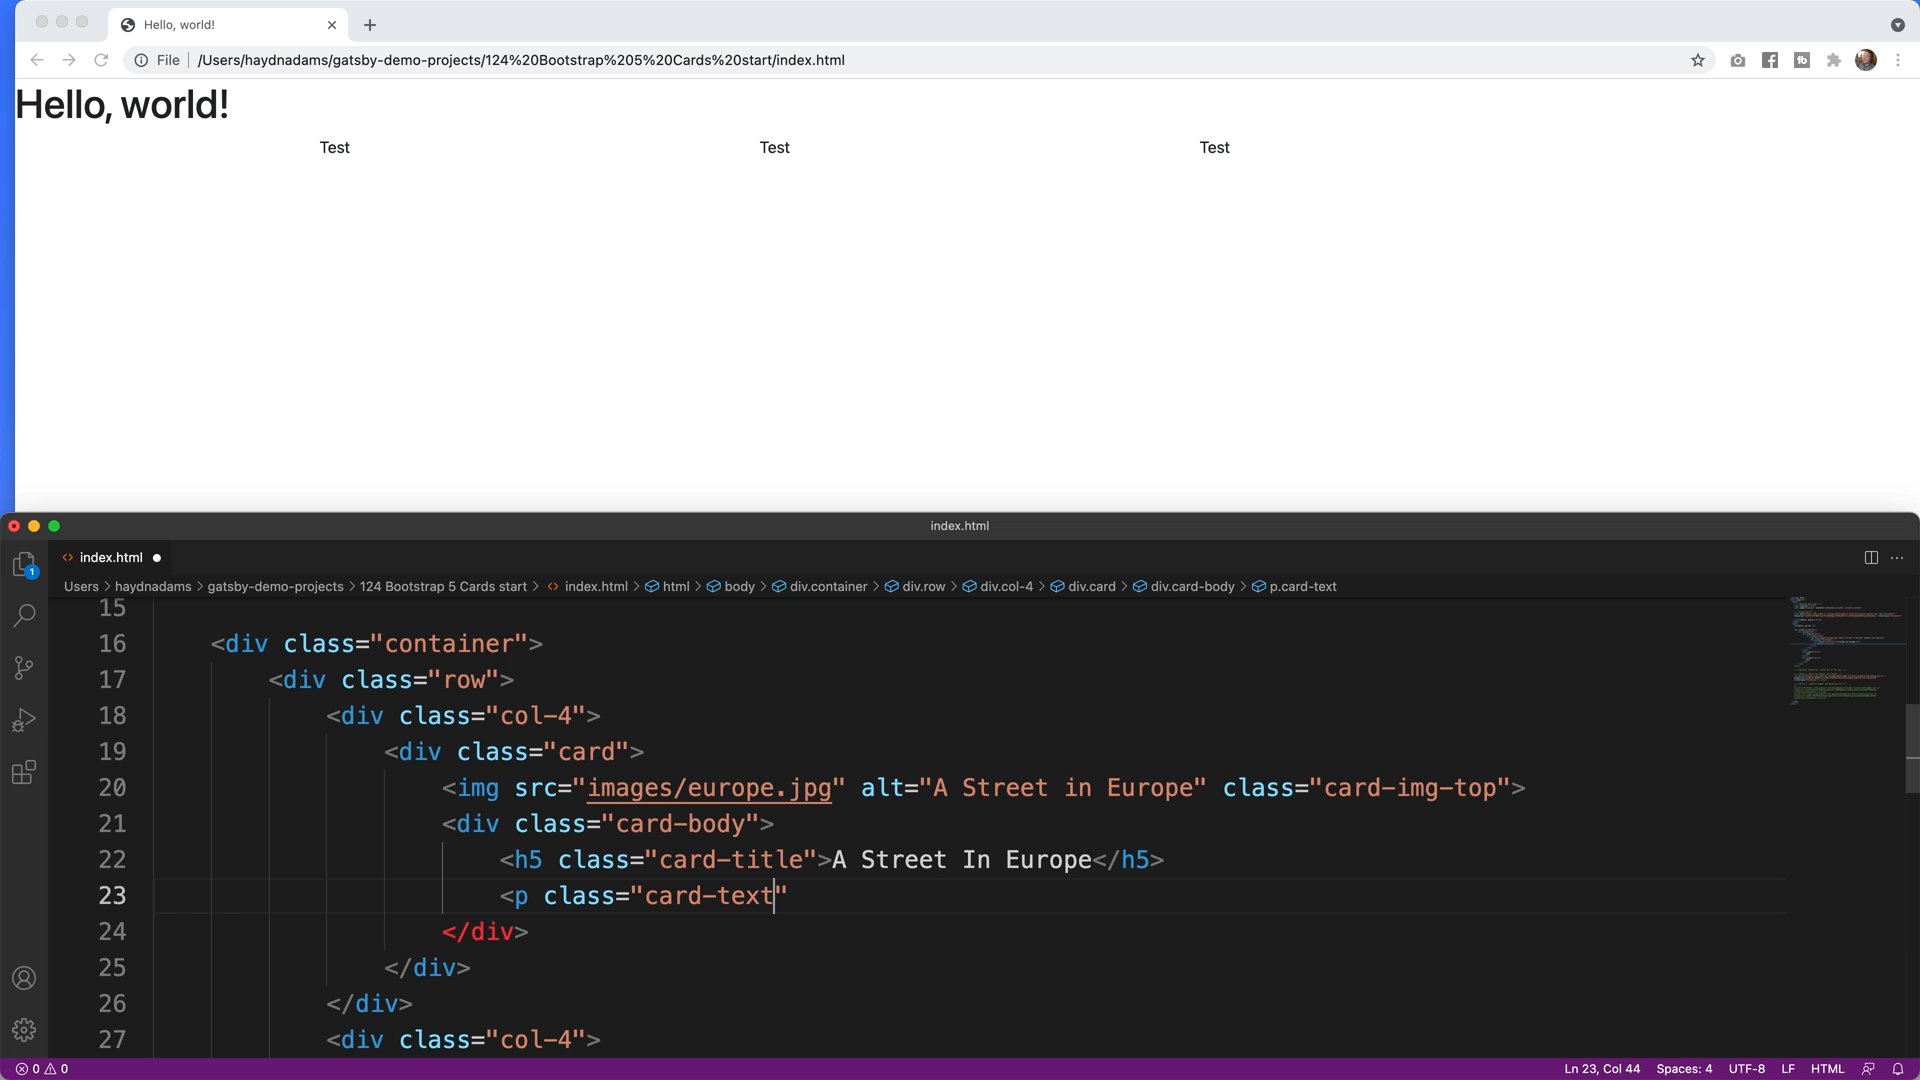 Hello, world!
File /Users/haydnadams/gatsby-demo-projects/124%20Bootstrap%205%20Cards%20start/index.html
Hello, world!
Test Test Test
index.html
index.html
1
Users > haydnadams > gatsby-demo-projects > 124 Bootstrap 5 Cards start > <> index.html > html > body > div.container > div.row > div.col-4 > div.card > div.card-body > p.card-text
15
16 <div class="container">
17 <div class="row">
18 <div class="col-4">
19 <div class="card">
20 <img src="images/europe.jpg" alt="A Street in Europe" class="card-img-top">
21 <div class="card-body">
22 <h5 class="card-title">A Street In Europe</h5>
23 <p class="card-text"
24 </div>
25 </div>
26 </div>
27 <div class="col-4">
0 0 Ln 23, Col 44 Spaces: 4 UTF-8 LF HTML